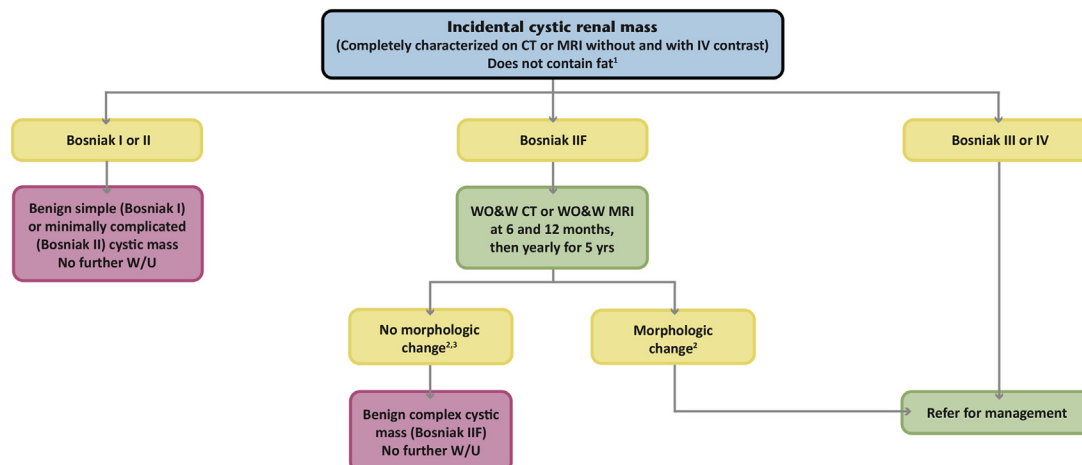 Incidental cystic renal mass
(Completely characterized on CT or MRI without and with IV contrast)
Does not contain fat¹
Bosniak I or II
Bosniak IIF
Bosniak III or IV
Benign simple (Bosniak I)
or minimally complicated
(Bosniak II) cystic mass
No further W/U
WO&W CT or WO&W MRI
at 6 and 12 months,
then yearly for 5 yrs
No morphologic
change²,³
Morphologic
change²
Benign complex cystic
mass (Bosniak IIF)
No further W/U
Refer for management